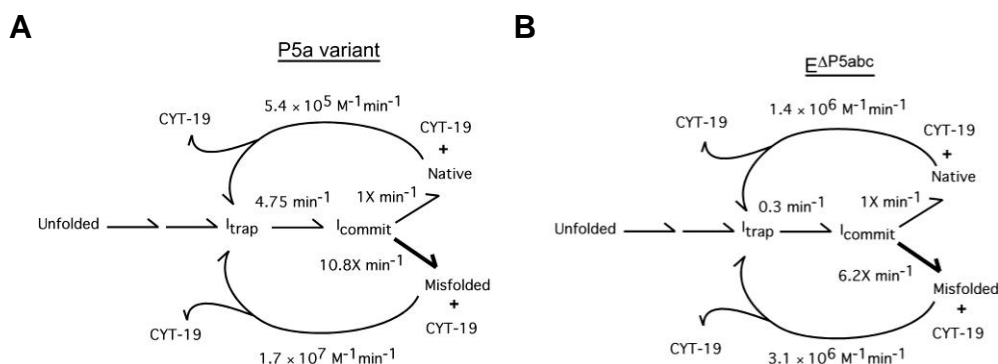 A
P5a variant
5.4 × 10⁵ M⁻¹min⁻¹
CYT-19
CYT-19
+
Native
4.75 min⁻¹
1X min⁻¹
Unfolded
Itrap
Icommit
10.8X min⁻¹
Misfolded
+
CYT-19
CYT-19
1.7 × 10⁷ M⁻¹min⁻¹
B
E^ΔP5abc
1.4 × 10⁶ M⁻¹min⁻¹
CYT-19
CYT-19
+
Native
0.3 min⁻¹
1X min⁻¹
Unfolded
Itrap
Icommit
6.2X min⁻¹
Misfolded
+
CYT-19
CYT-19
3.1 × 10⁶ M⁻¹min⁻¹